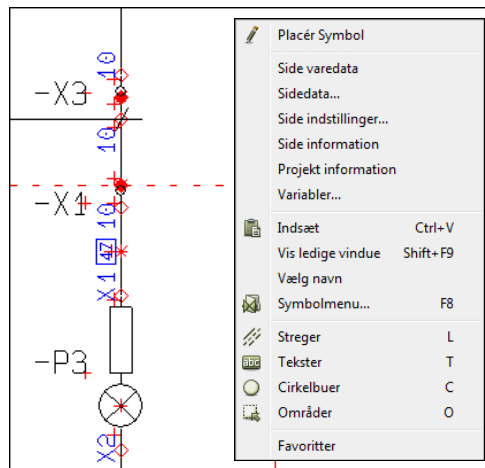 10
-X3
10
-X1
10
47
X1
-P3
X2
Placér Symbol
Side varedata
Sidedata...
Side indstillinger...
Side information
Projekt information
Variabler...
Indsæt Ctrl+V
Vis ledige vindue Shift+F9
Vælg navn
Symbolmenu... F8
Streger L
abc Tekster T
Cirkelbuer C
Områder O
Favoritter